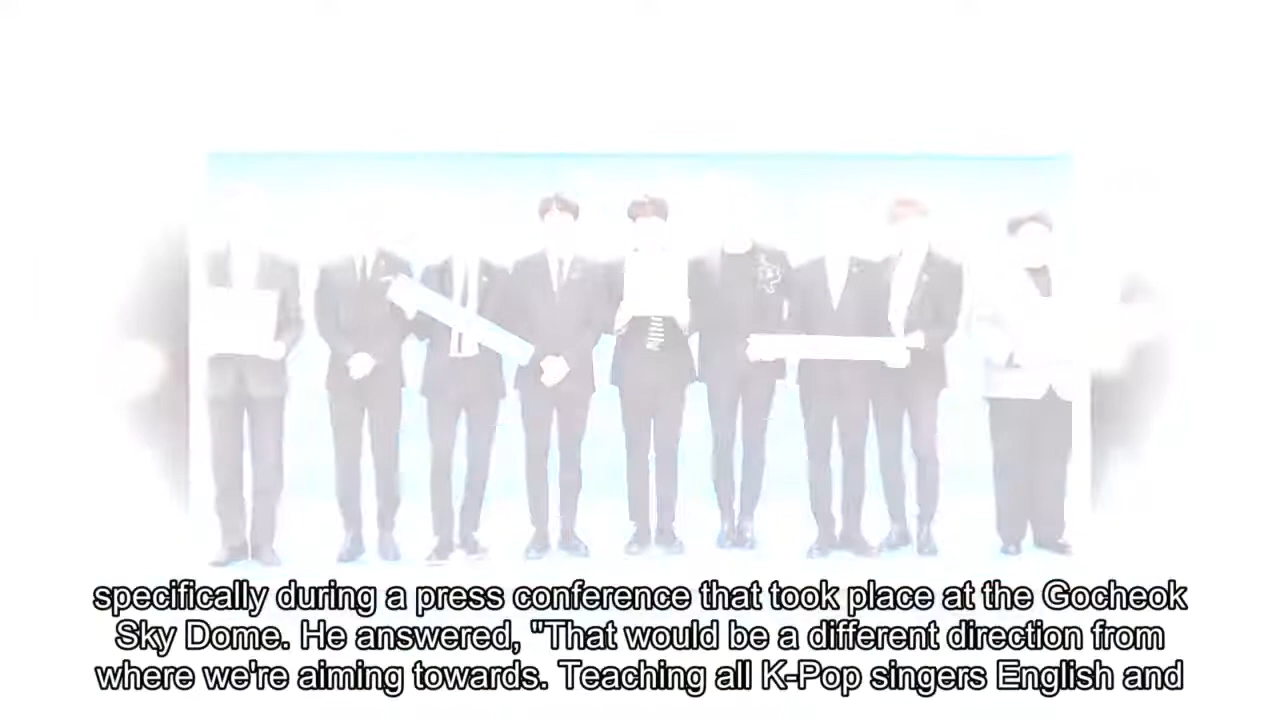 specifically during a press conference that took place at the Gocheok
Sky Dome. He answered, "That would be a different direction from
where we're aiming towards. Teaching all K-Pop singers English and